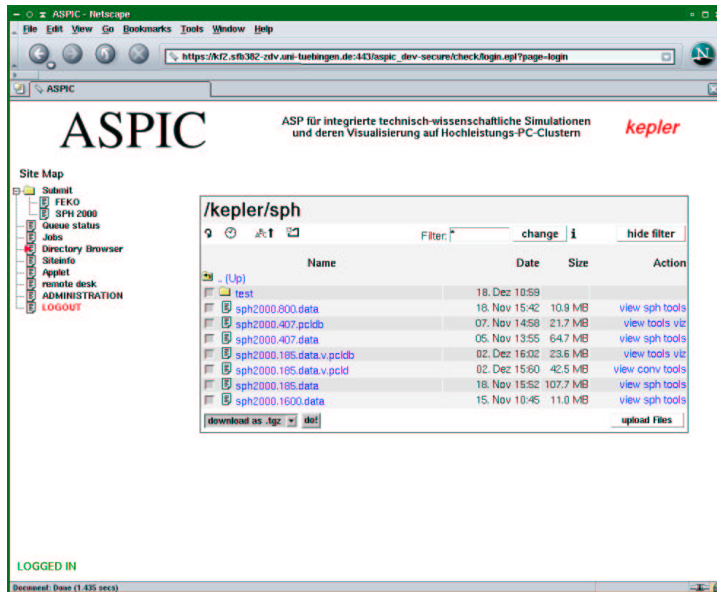 ASPIC - Netscape
File Edit View Go Bookmarks Tools Window Help
https://kf2.sfb382-zdv.uni-tuebingen.de:443/aspic_dev-secure/check/login.epl?page=login
N
ASPIC
ASPIC
ASP für integrierte technisch-wissenschaftliche Simulationen
und deren Visualisierung auf Hochleistungs-PC-Clustern
kepler
Site Map
Submit
FEKO
SPH 2000
Queue status
Jobs
Directory Browser
Siteinfo
Applet
remote desk
ADMINISTRATION
LOGOUT
/kepler/sph
Filter: * change i hide filter
Name Date Size Action
.. (Up)
test 18. Dez 10:59
sph2000.800.data 18. Nov 15:42 10.9 MB view sph tools
sph2000.407.pcldb 07. Nov 14:58 21.7 MB view tools viz
sph2000.407.data 05. Nov 13:55 64.7 MB view sph tools
sph2000.185.data.v.pcldb 02. Dez 16:02 23.6 MB view tools viz
sph2000.185.data.v.pcld 02. Dez 15:60 42.5 MB view conv tools
sph2000.185.data 18. Nov 15:52 107.7 MB view sph tools
sph2000.1600.data 15. Nov 10:45 11.0 MB view sph tools
download as .tgz do! upload Files
LOGGED IN
Document: Done (1.435 secs)